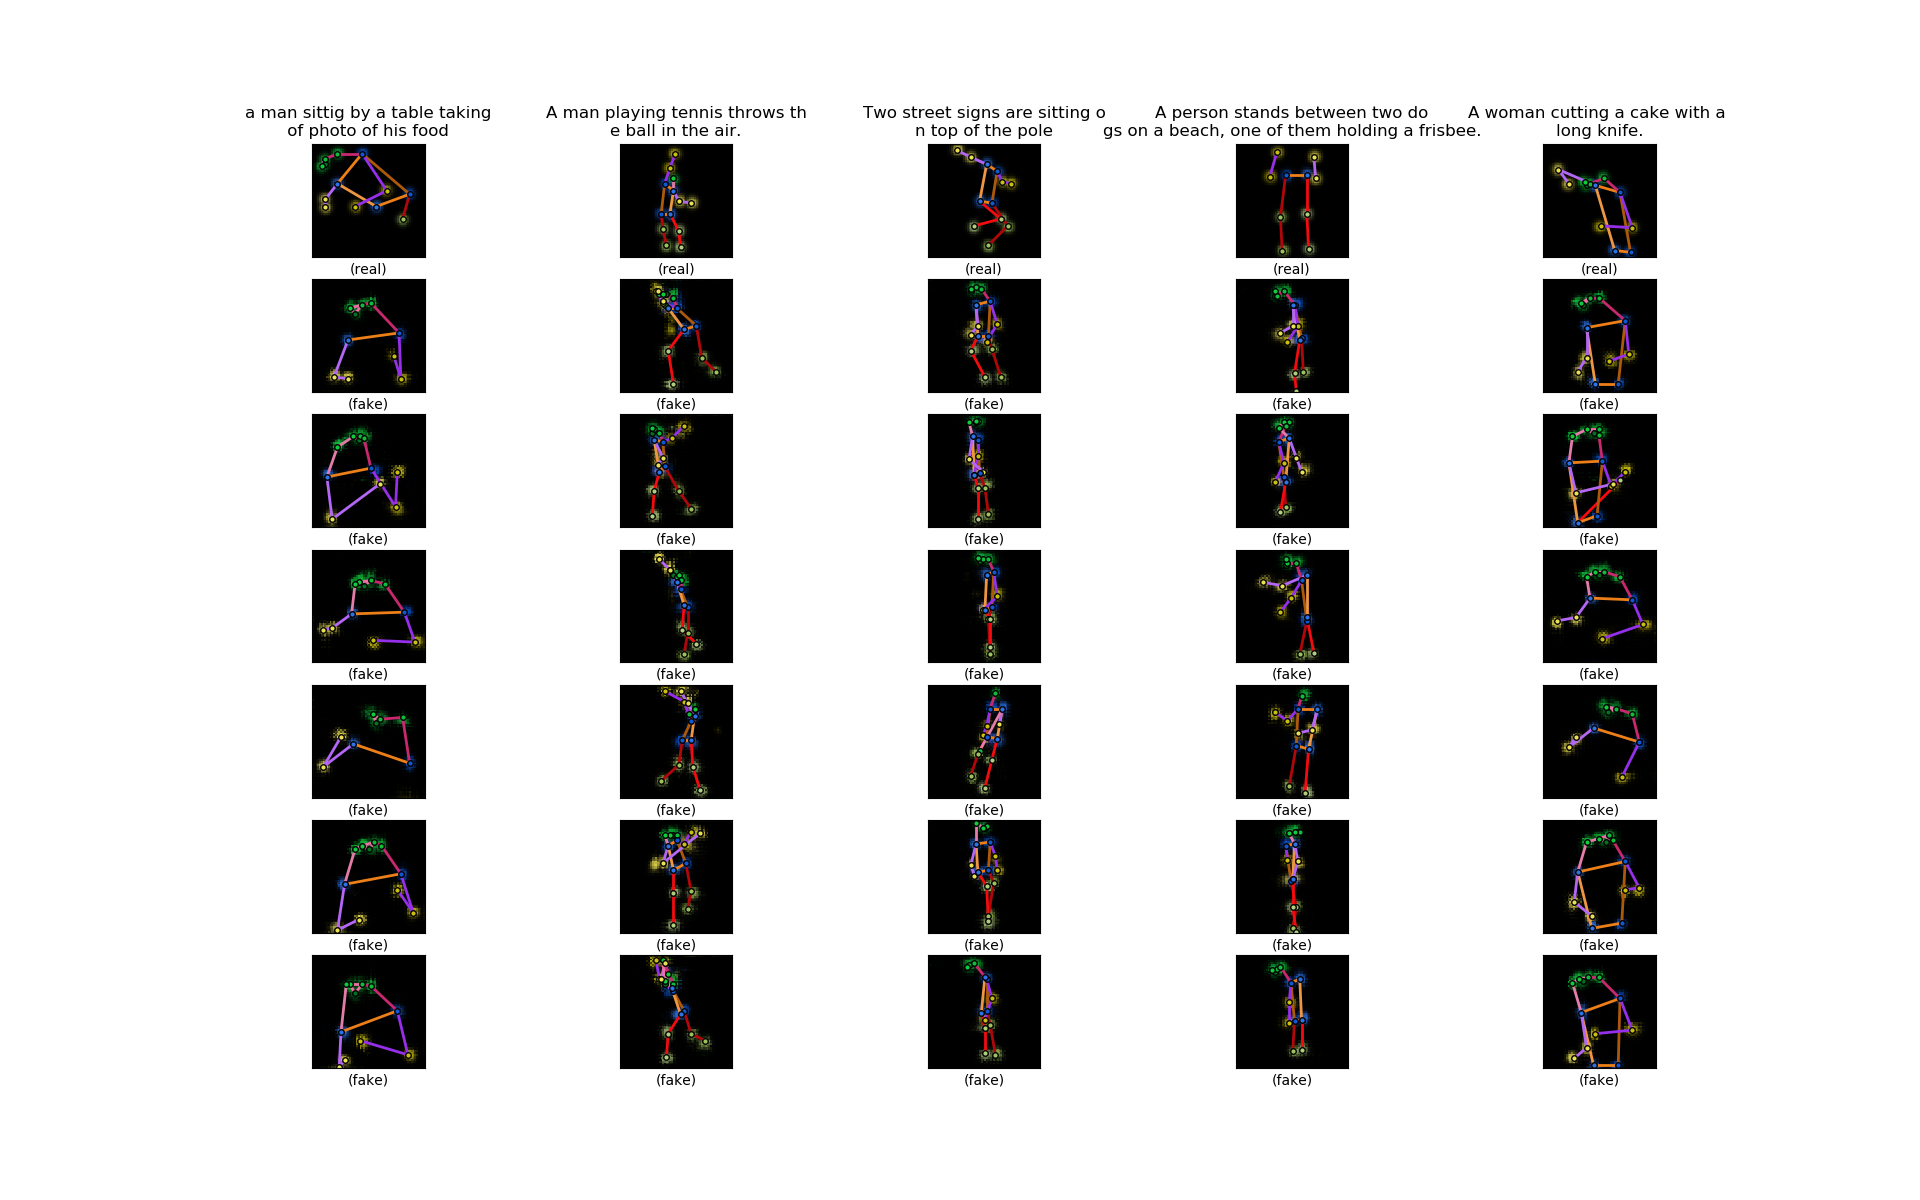 a man sittig by a table taking
of photo of his food
A man playing tennis throws th
e ball in the air.
Two street signs are sitting o
n top of the pole
A person stands between two do
gs on a beach, one of them holding a frisbee.
A woman cutting a cake with a
long knife.
(real) (real) (real) (real) (real)
(fake) (fake) (fake) (fake) (fake)
(fake) (fake) (fake) (fake) (fake)
(fake) (fake) (fake) (fake) (fake)
(fake) (fake) (fake) (fake) (fake)
(fake) (fake) (fake) (fake) (fake)
(fake) (fake) (fake) (fake) (fake)